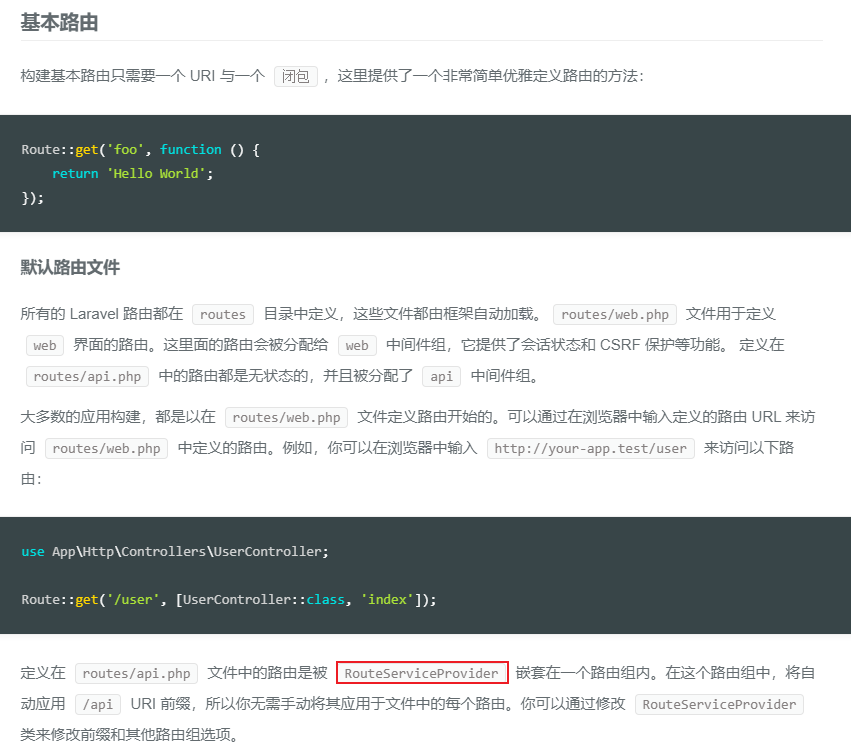 基本路由
构建基本路由只需要一个 URI 与一个 闭包 ，这里提供了一个非常简单优雅定义路由的方法：
Route::get('foo', function () {
    return 'Hello World';
});
默认路由文件
所有的 Laravel 路由都在 routes 目录中定义，这些文件都由框架自动加载。 routes/web.php 文件用于定义
web 界面的路由。这里面的路由会被分配给 web 中间件组，它提供了会话状态和 CSRF 保护等功能。 定义在
routes/api.php 中的路由都是无状态的，并且被分配了 api 中间件组。
大多数的应用构建，都是以在 routes/web.php 文件定义路由开始的。可以通过在浏览器中输入定义的路由 URL 来访
问 routes/web.php 中定义的路由。例如，你可以在浏览器中输入 http://your-app.test/user 来访问以下路
由：
use App\Http\Controllers\UserController;
Route::get('/user', [UserController::class, 'index']);
定义在 routes/api.php 文件中的路由是被 RouteServiceProvider 嵌套在一个路由组内。在这个路由组中，将自
动应用 /api URI 前缀，所以你无需手动将其应用于文件中的每个路由。你可以通过修改 RouteServiceProvider
类来修改前缀和其他路由组选项。